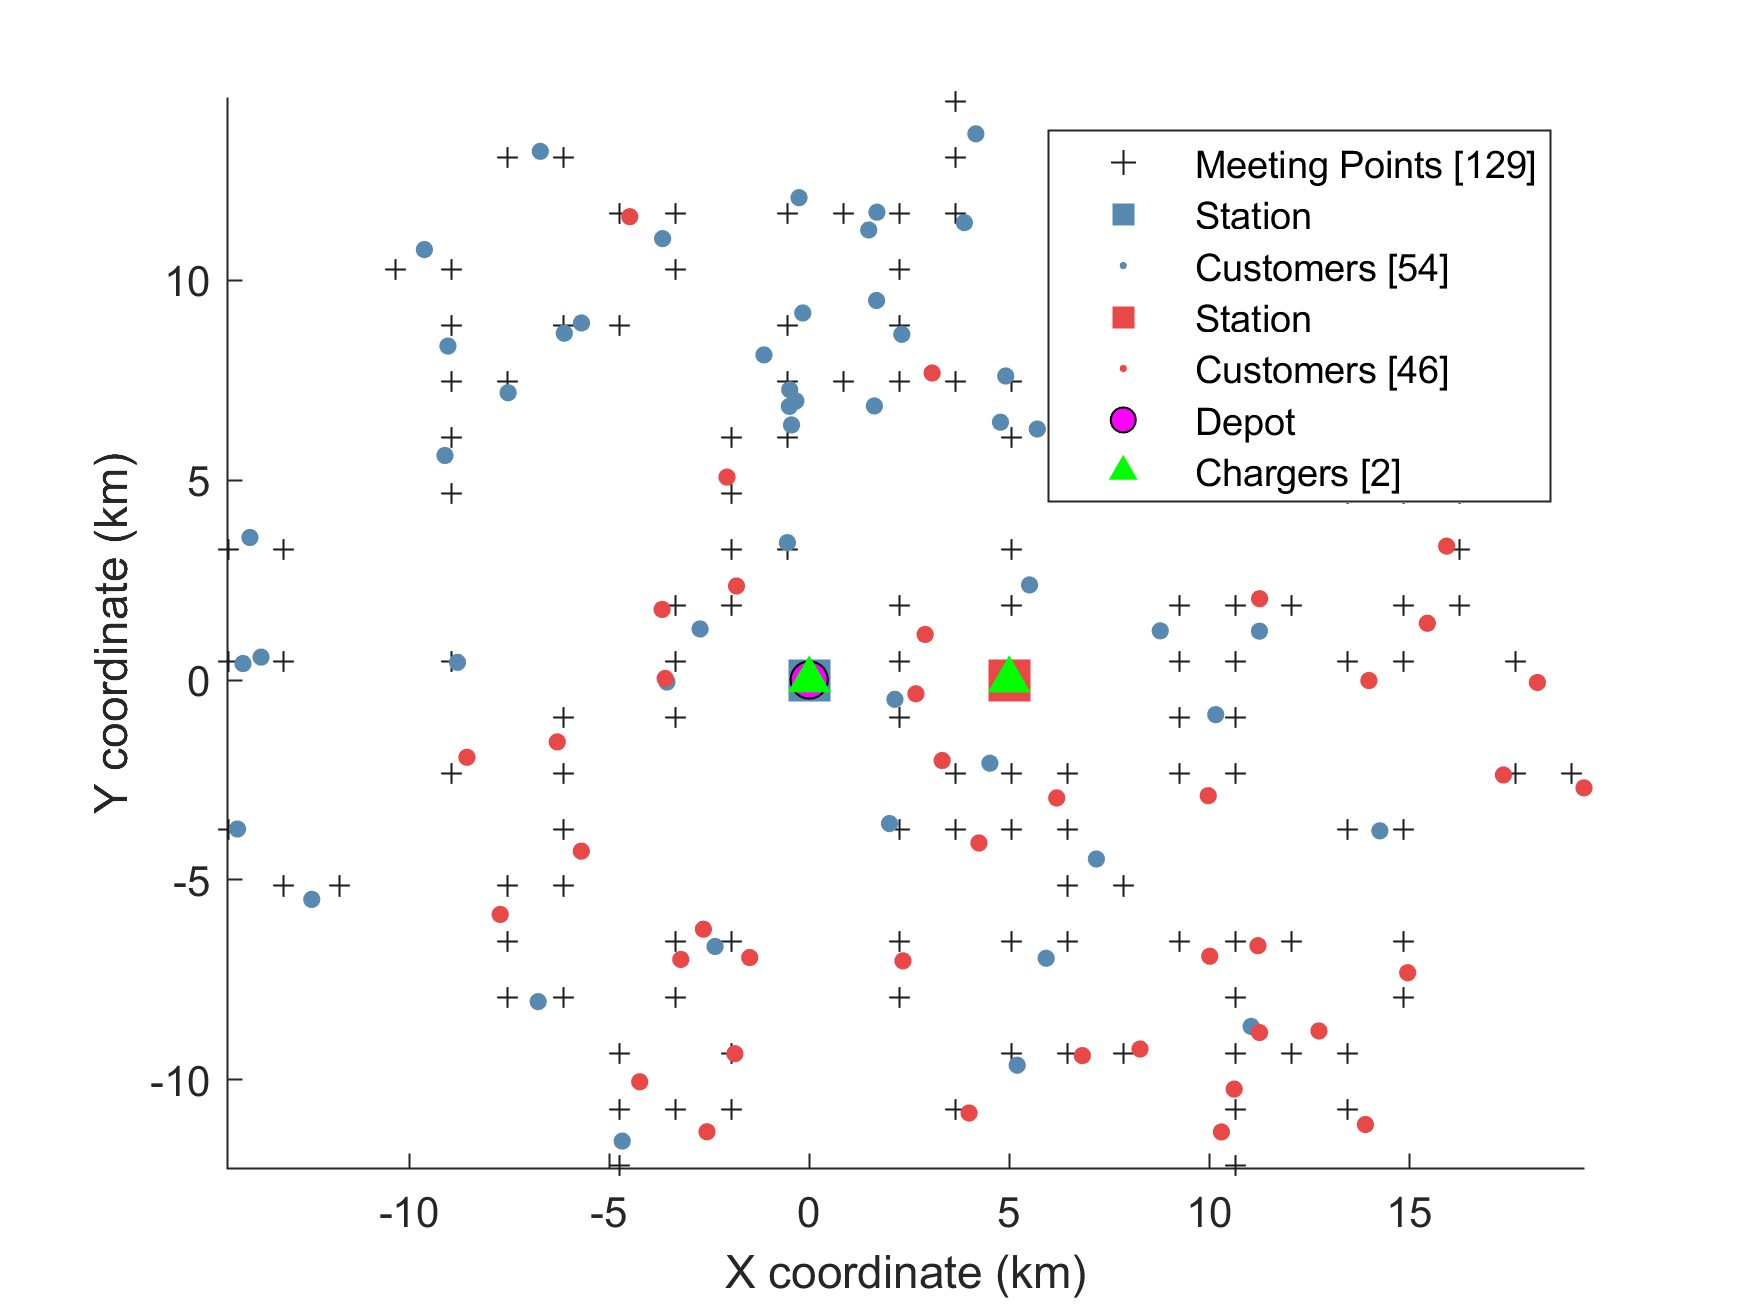 Meeting Points [129]
Station
Customers [54]
Station
Customers [46]
Depot
Chargers [2]
10
5
0
-5
-10
Y coordinate (km)
-10
-5
0
5
10
15
X coordinate (km)